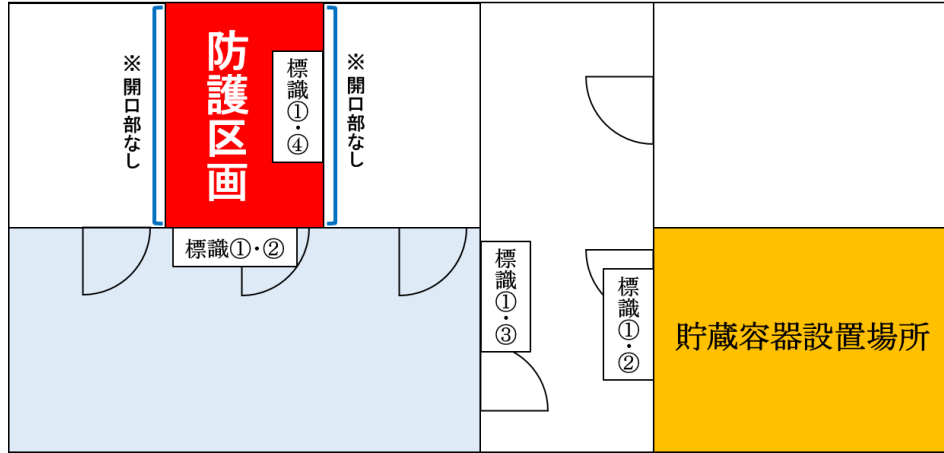 ※開口部なし
防護区画
標識①・④
※開口部なし
標識①・②
標識①・③
標識①・②
貯蔵容器設置場所